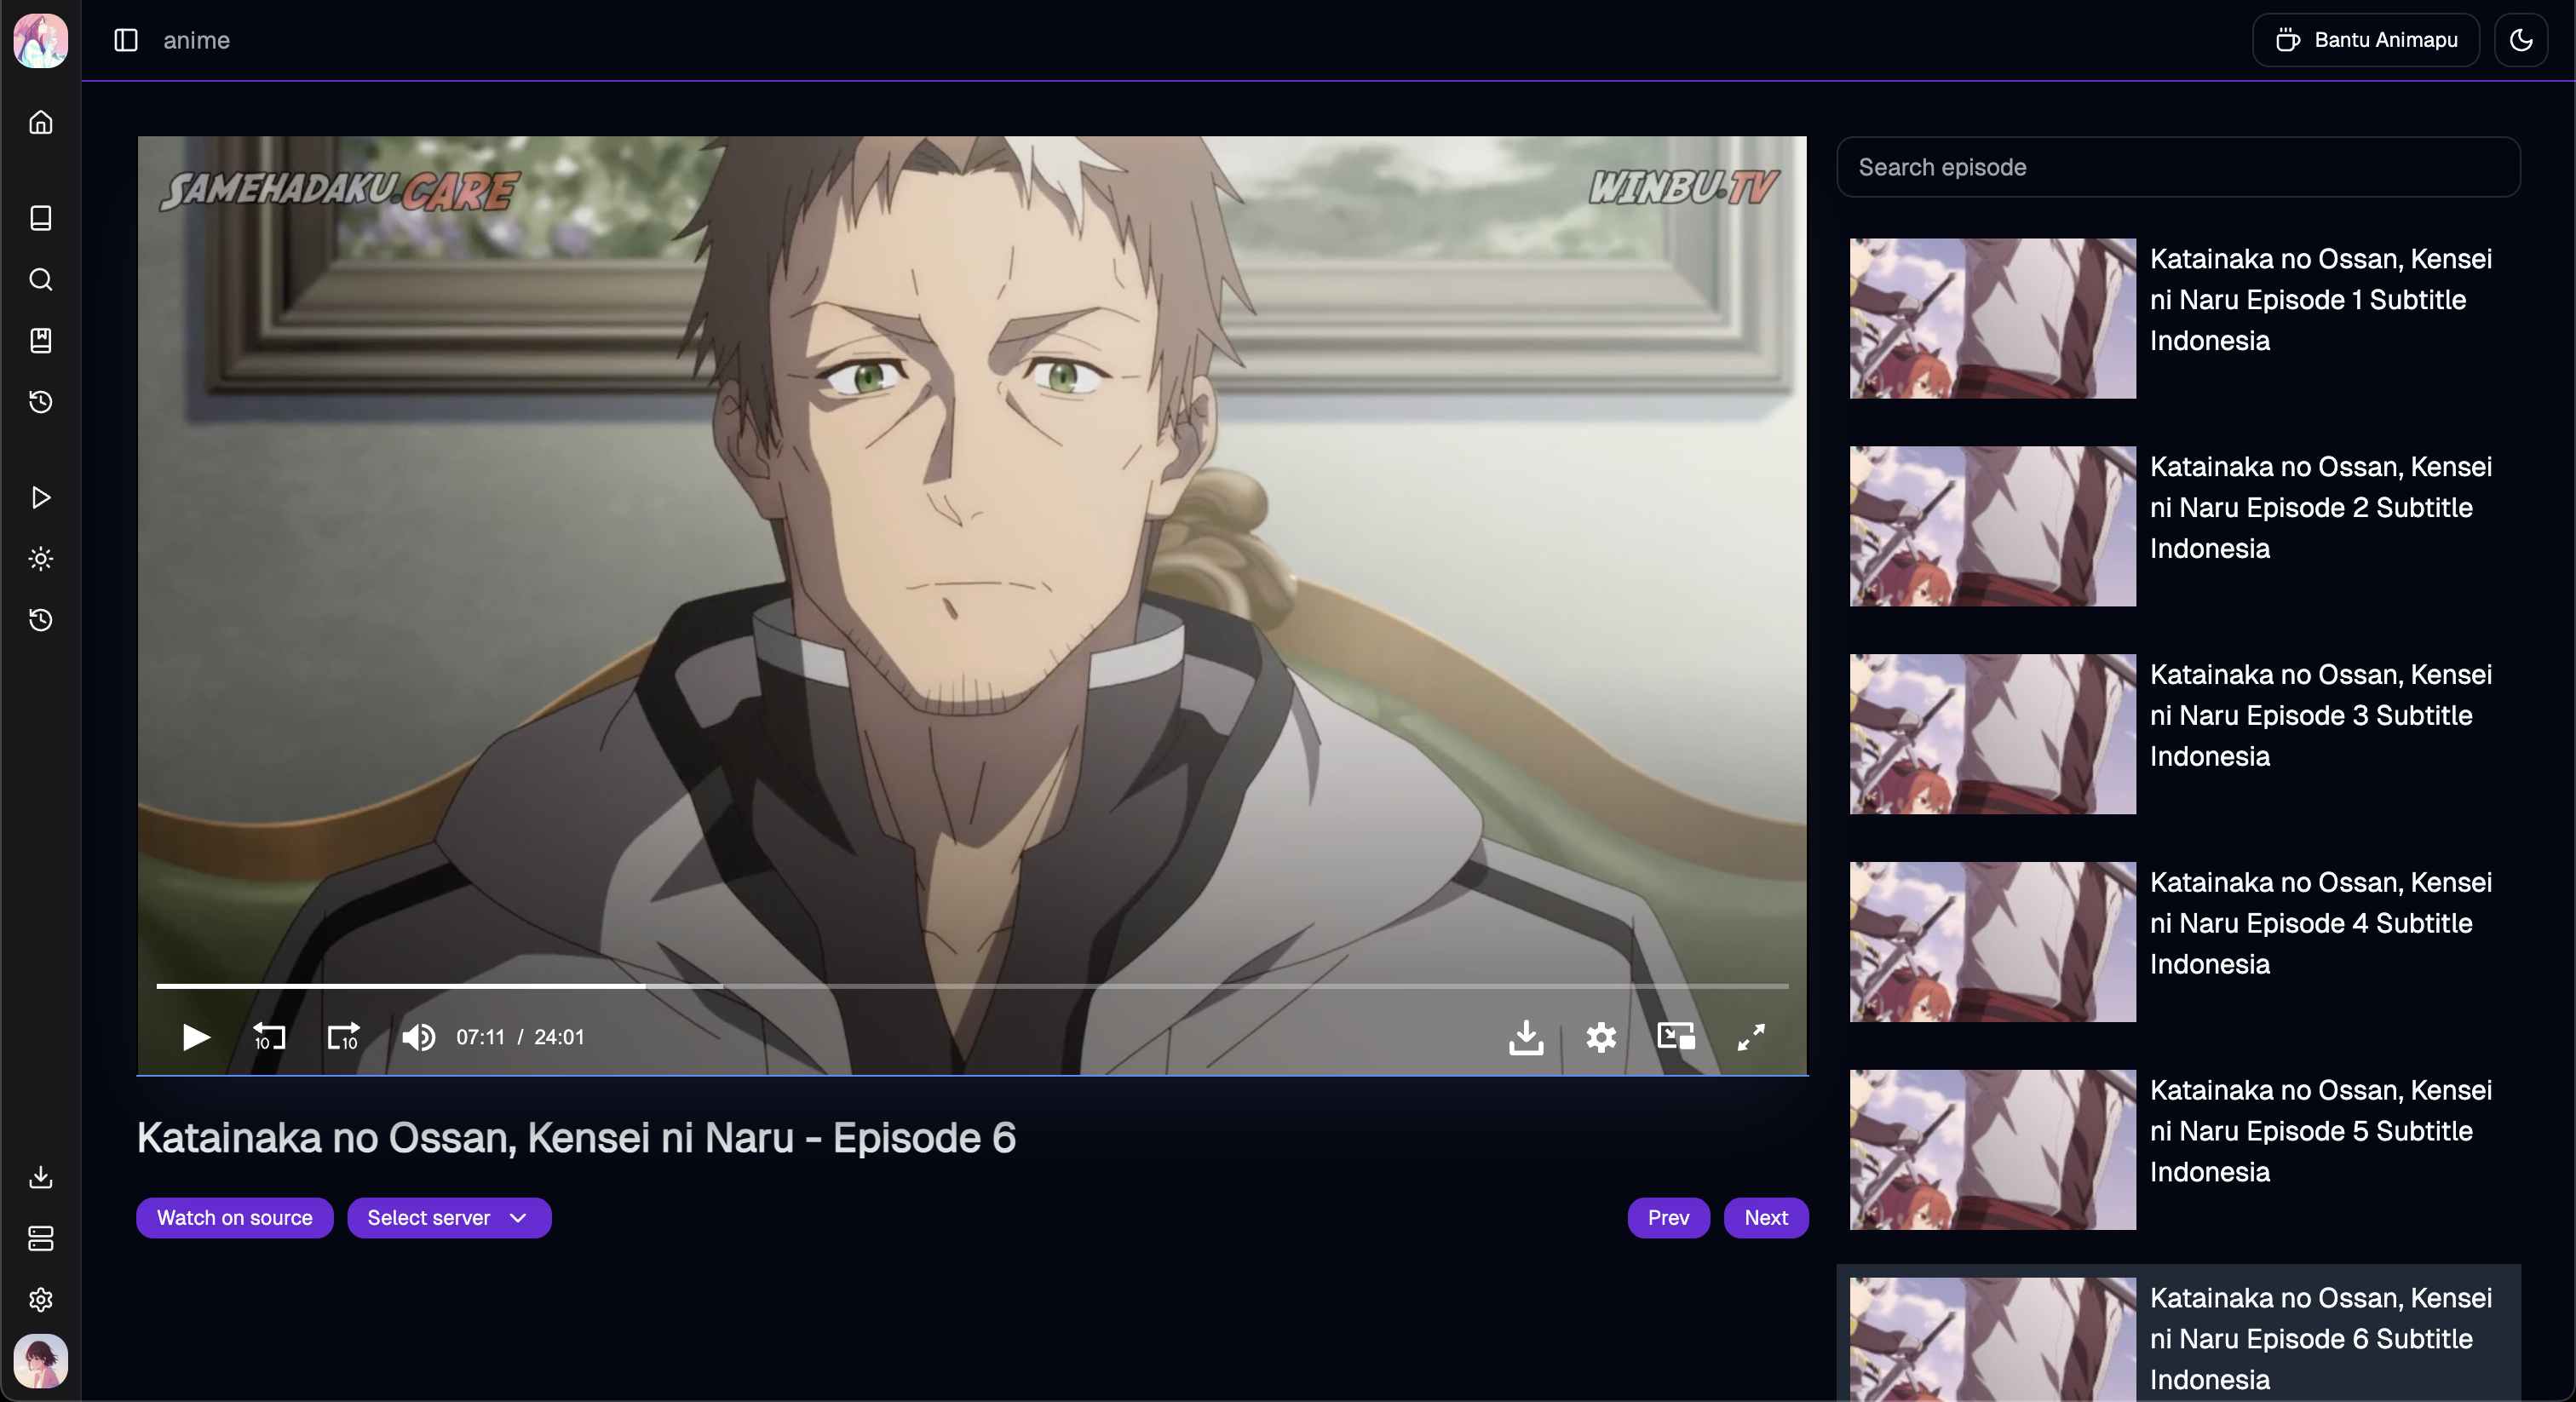 anime
Bantu Animapu
SAMEHADAKU.CARE
WINBU.TV
10
10
07:11 / 24:01
Katainaka no Ossan, Kensei ni Naru - Episode 6
Watch on source
Select server
Prev
Next
Search episode
Katainaka no Ossan, Kensei
ni Naru Episode 1 Subtitle
Indonesia
Katainaka no Ossan, Kensei
ni Naru Episode 2 Subtitle
Indonesia
Katainaka no Ossan, Kensei
ni Naru Episode 3 Subtitle
Indonesia
Katainaka no Ossan, Kensei
ni Naru Episode 4 Subtitle
Indonesia
Katainaka no Ossan, Kensei
ni Naru Episode 5 Subtitle
Indonesia
Katainaka no Ossan, Kensei
ni Naru Episode 6 Subtitle
Indonesia